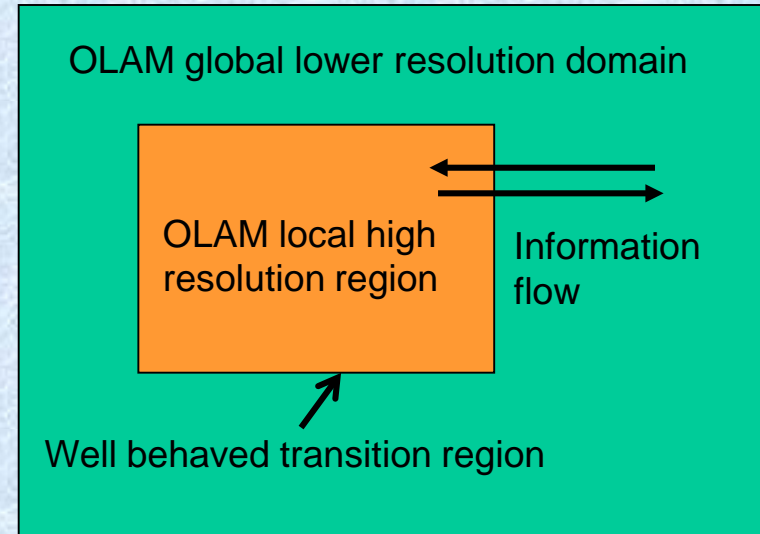 OLAM global lower resolution domain
OLAM local high
resolution region
Information
flow
Well behaved transition region